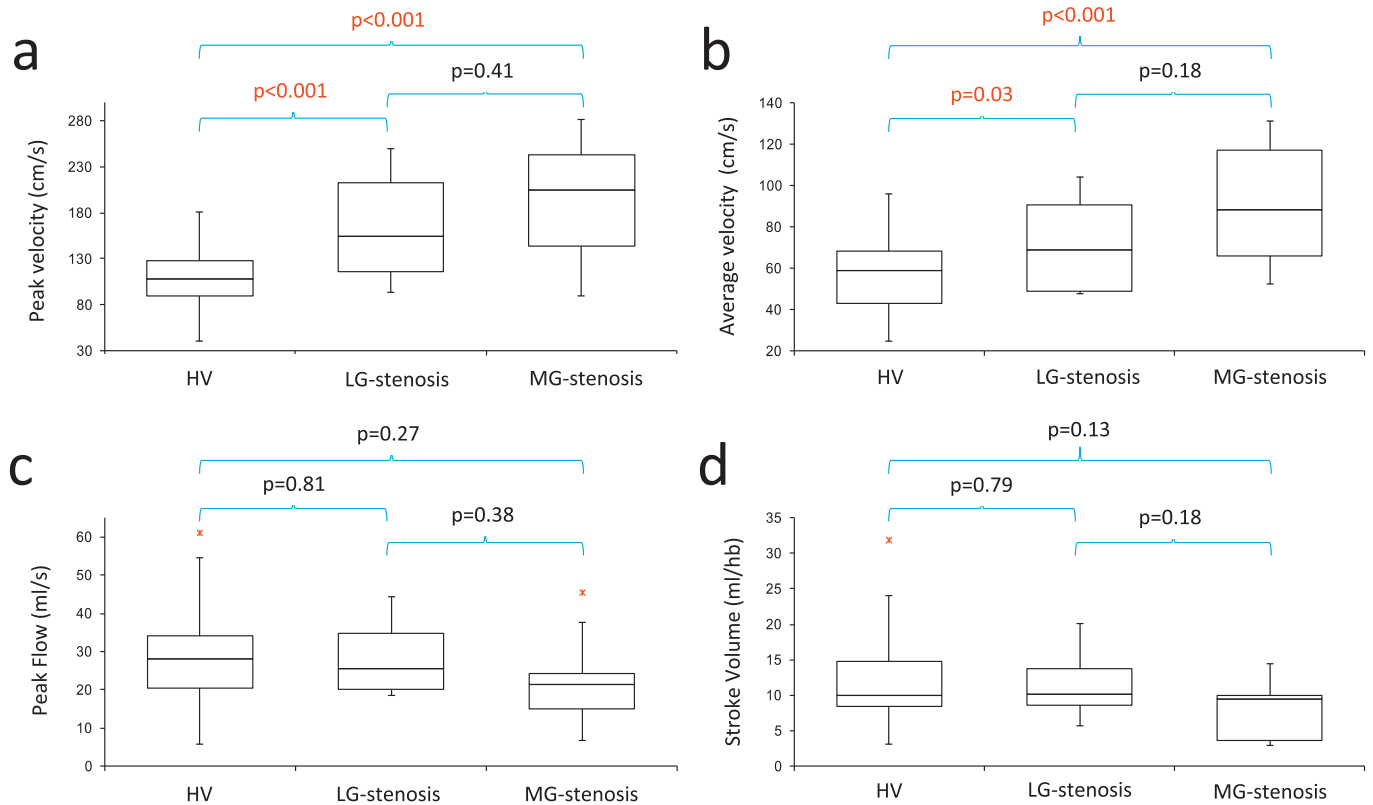 a
p<0.001
p=0.41
p<0.001
Peak velocity (cm/s)
280
230
180
130
80
30
HV
LG-stenosis
MG-stenosis
b
p<0.001
p=0.18
p=0.03
Average velocity (cm/s)
140
120
100
80
60
40
20
HV
LG-stenosis
MG-stenosis
c
p=0.27
p=0.81
p=0.38
Peak Flow (ml/s)
60
50
40
30
20
10
0
HV
LG-stenosis
MG-stenosis
d
p=0.13
p=0.79
p=0.18
Stroke Volume (ml/hb)
35
30
25
20
15
10
5
0
HV
LG-stenosis
MG-stenosis